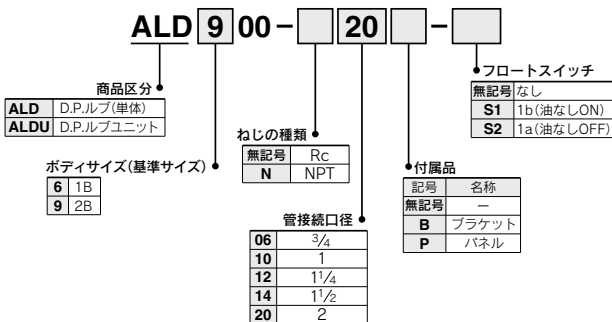 ALD 9 00 – 20 –
商品区分
ALD D.P.ルブ(単体)
ALDU D.P.ルブユニット
ボディサイズ(基準サイズ)
6 1B
9 2B
ねじの種類
無記号 Rc
N NPT
管接続口径
06 3/4
10 1
12 1 1/4
14 1 1/2
20 2
付属品
記号 名称
無記号 —
B ブラケット
P パネル
フロートスイッチ
無記号 なし
S1 1b(油なしON)
S2 1a(油なしOFF)